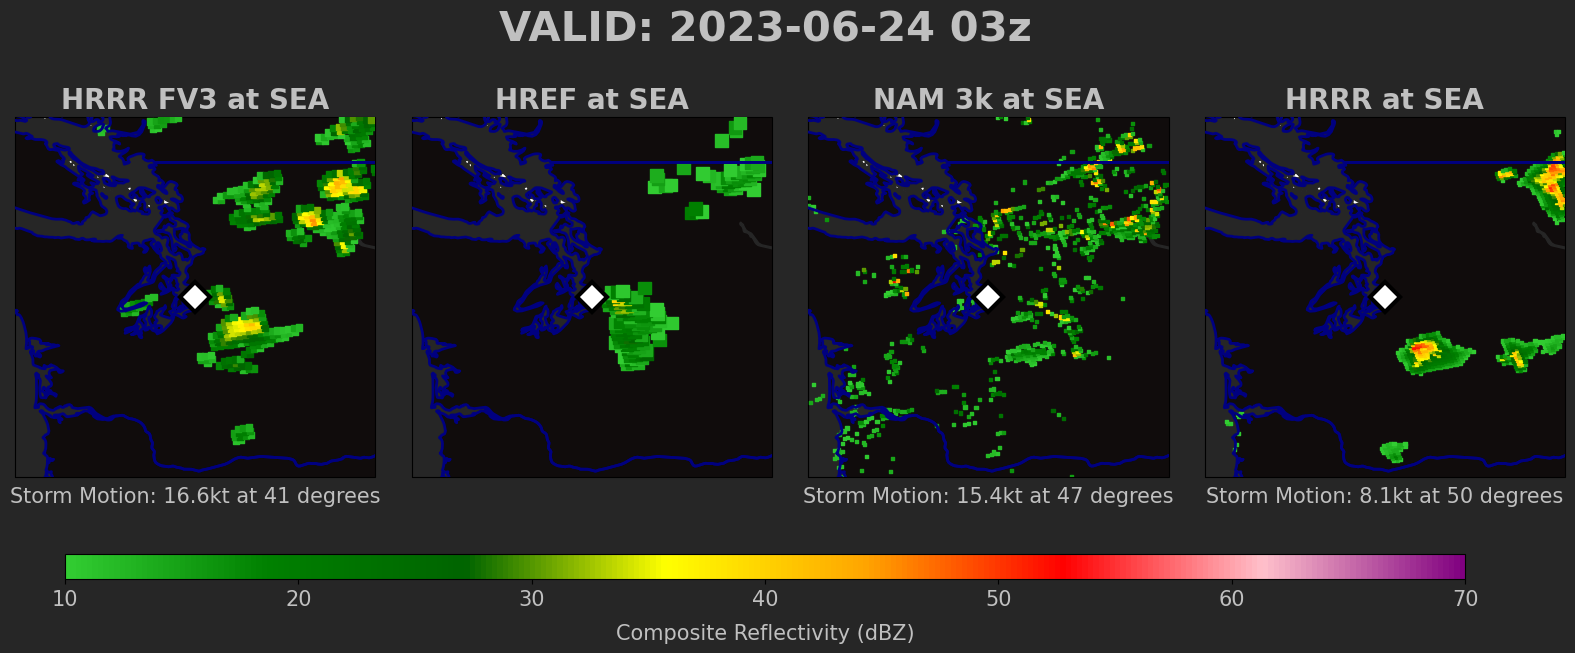 VALID: 2023-06-24 03z
HRRR FV3 at SEA
HREF at SEA
NAM 3k at SEA
HRRR at SEA
Storm Motion: 16.6kt at 41 degrees
Storm Motion: 15.4kt at 47 degrees
Storm Motion: 8.1kt at 50 degrees
10 20 30 40 50 60 70
Composite Reflectivity (dBZ)